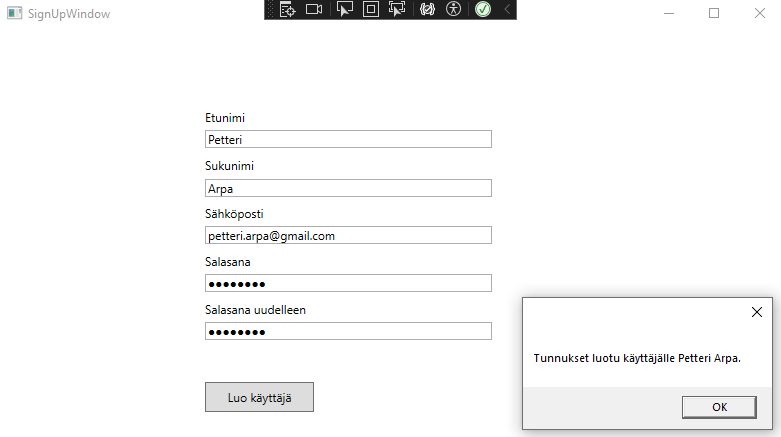 SignUpWindow
Etunimi
Petteri
Sukunimi
Arpa
Sähköposti
petteri.arpa@gmail.com
Salasana
●●●●●●●●
Salasana uudelleen
●●●●●●●●
Luo käyttäjä
Tunnukset luotu käyttäjälle Petteri Arpa.
OK